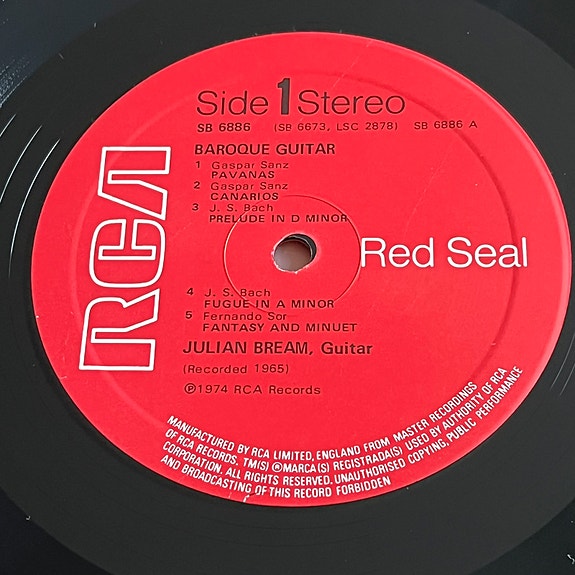 Side 1 Stereo
SB 6886 (SB 6673, LSC 2878) SB 6886 A
BAROQUE GUITAR
1 Gaspar Sanz
PAVANAS
2 Gaspar Sanz
CANARIOS
3 J. S. Bach
PRELUDE IN D MINOR
RCA
Red Seal
4 J. S. Bach
FUGUE IN A MINOR
5 Fernando Sor
FANTASY AND MINUET
JULIAN BREAM, Guitar
(Recorded 1965)
℗1974 RCA Records
MANUFACTURED BY RCA LIMITED, ENGLAND FROM MASTER RECORDINGS
OF RCA RECORDS, TM(S) ® MARCA(S) REGISTRADA(S) USED BY AUTHORITY OF RCA
CORPORATION. ALL RIGHTS RESERVED. UNAUTHORISED COPYING, PUBLIC PERFORMANCE
AND BROADCASTING OF THIS RECORD FORBIDDEN